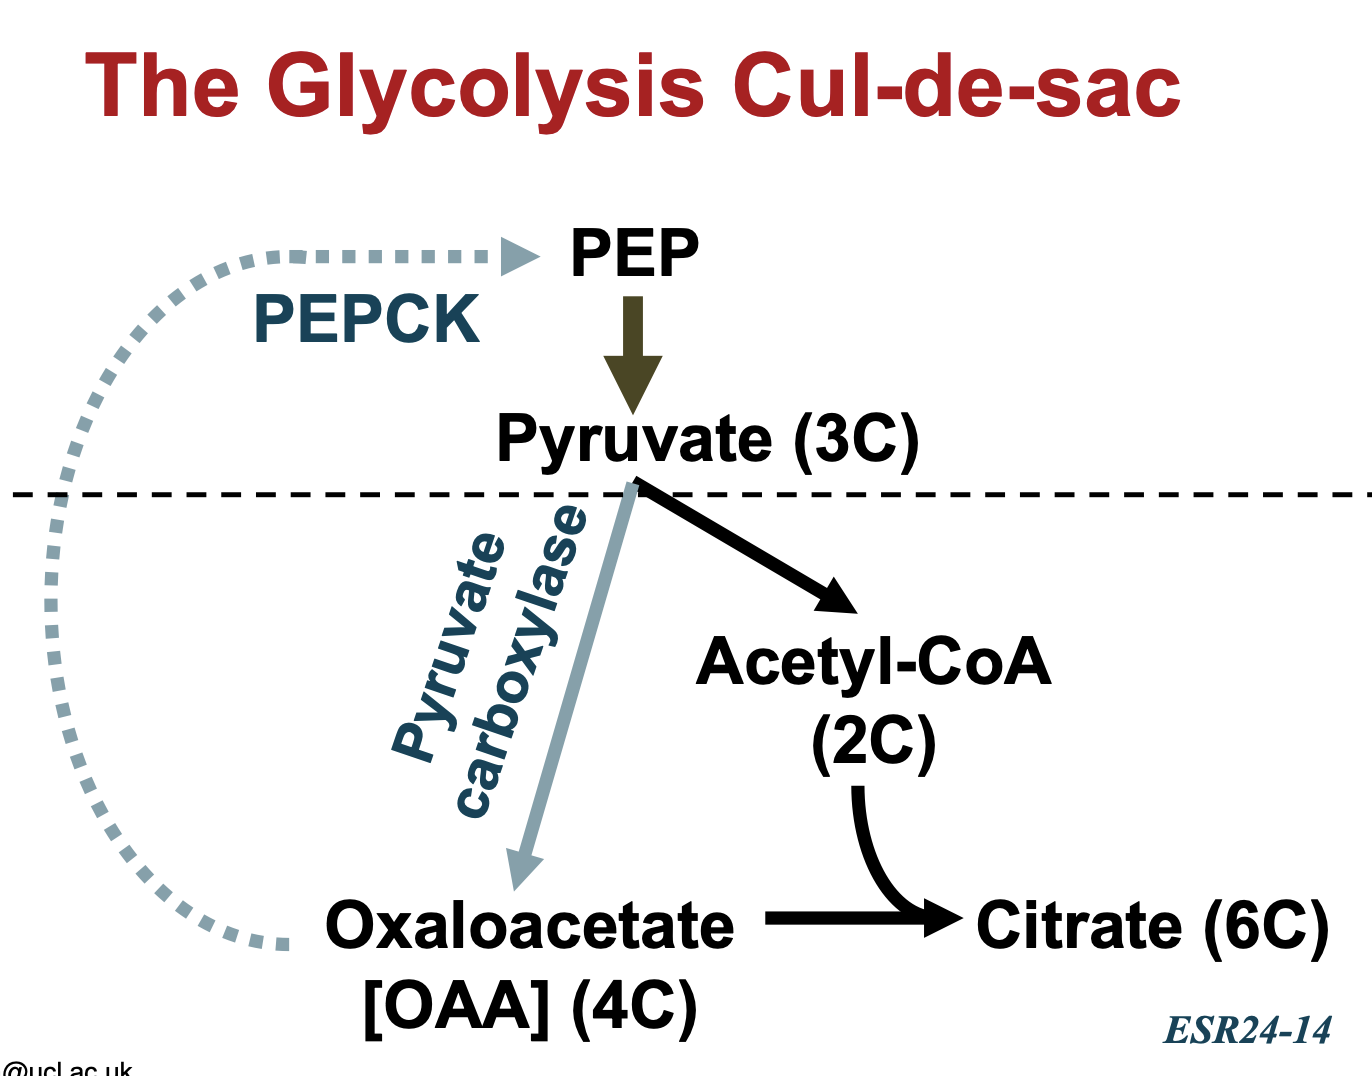 The Glycolysis Cul-de-sac
PEP
PEPCK
Pyruvate (3C)
Pyruvate
carboxylase
Acetyl-CoA
(2C)
Oxaloacetate
[OAA] (4C)
Citrate (6C)
ESR24-14
@ucl.ac.uk